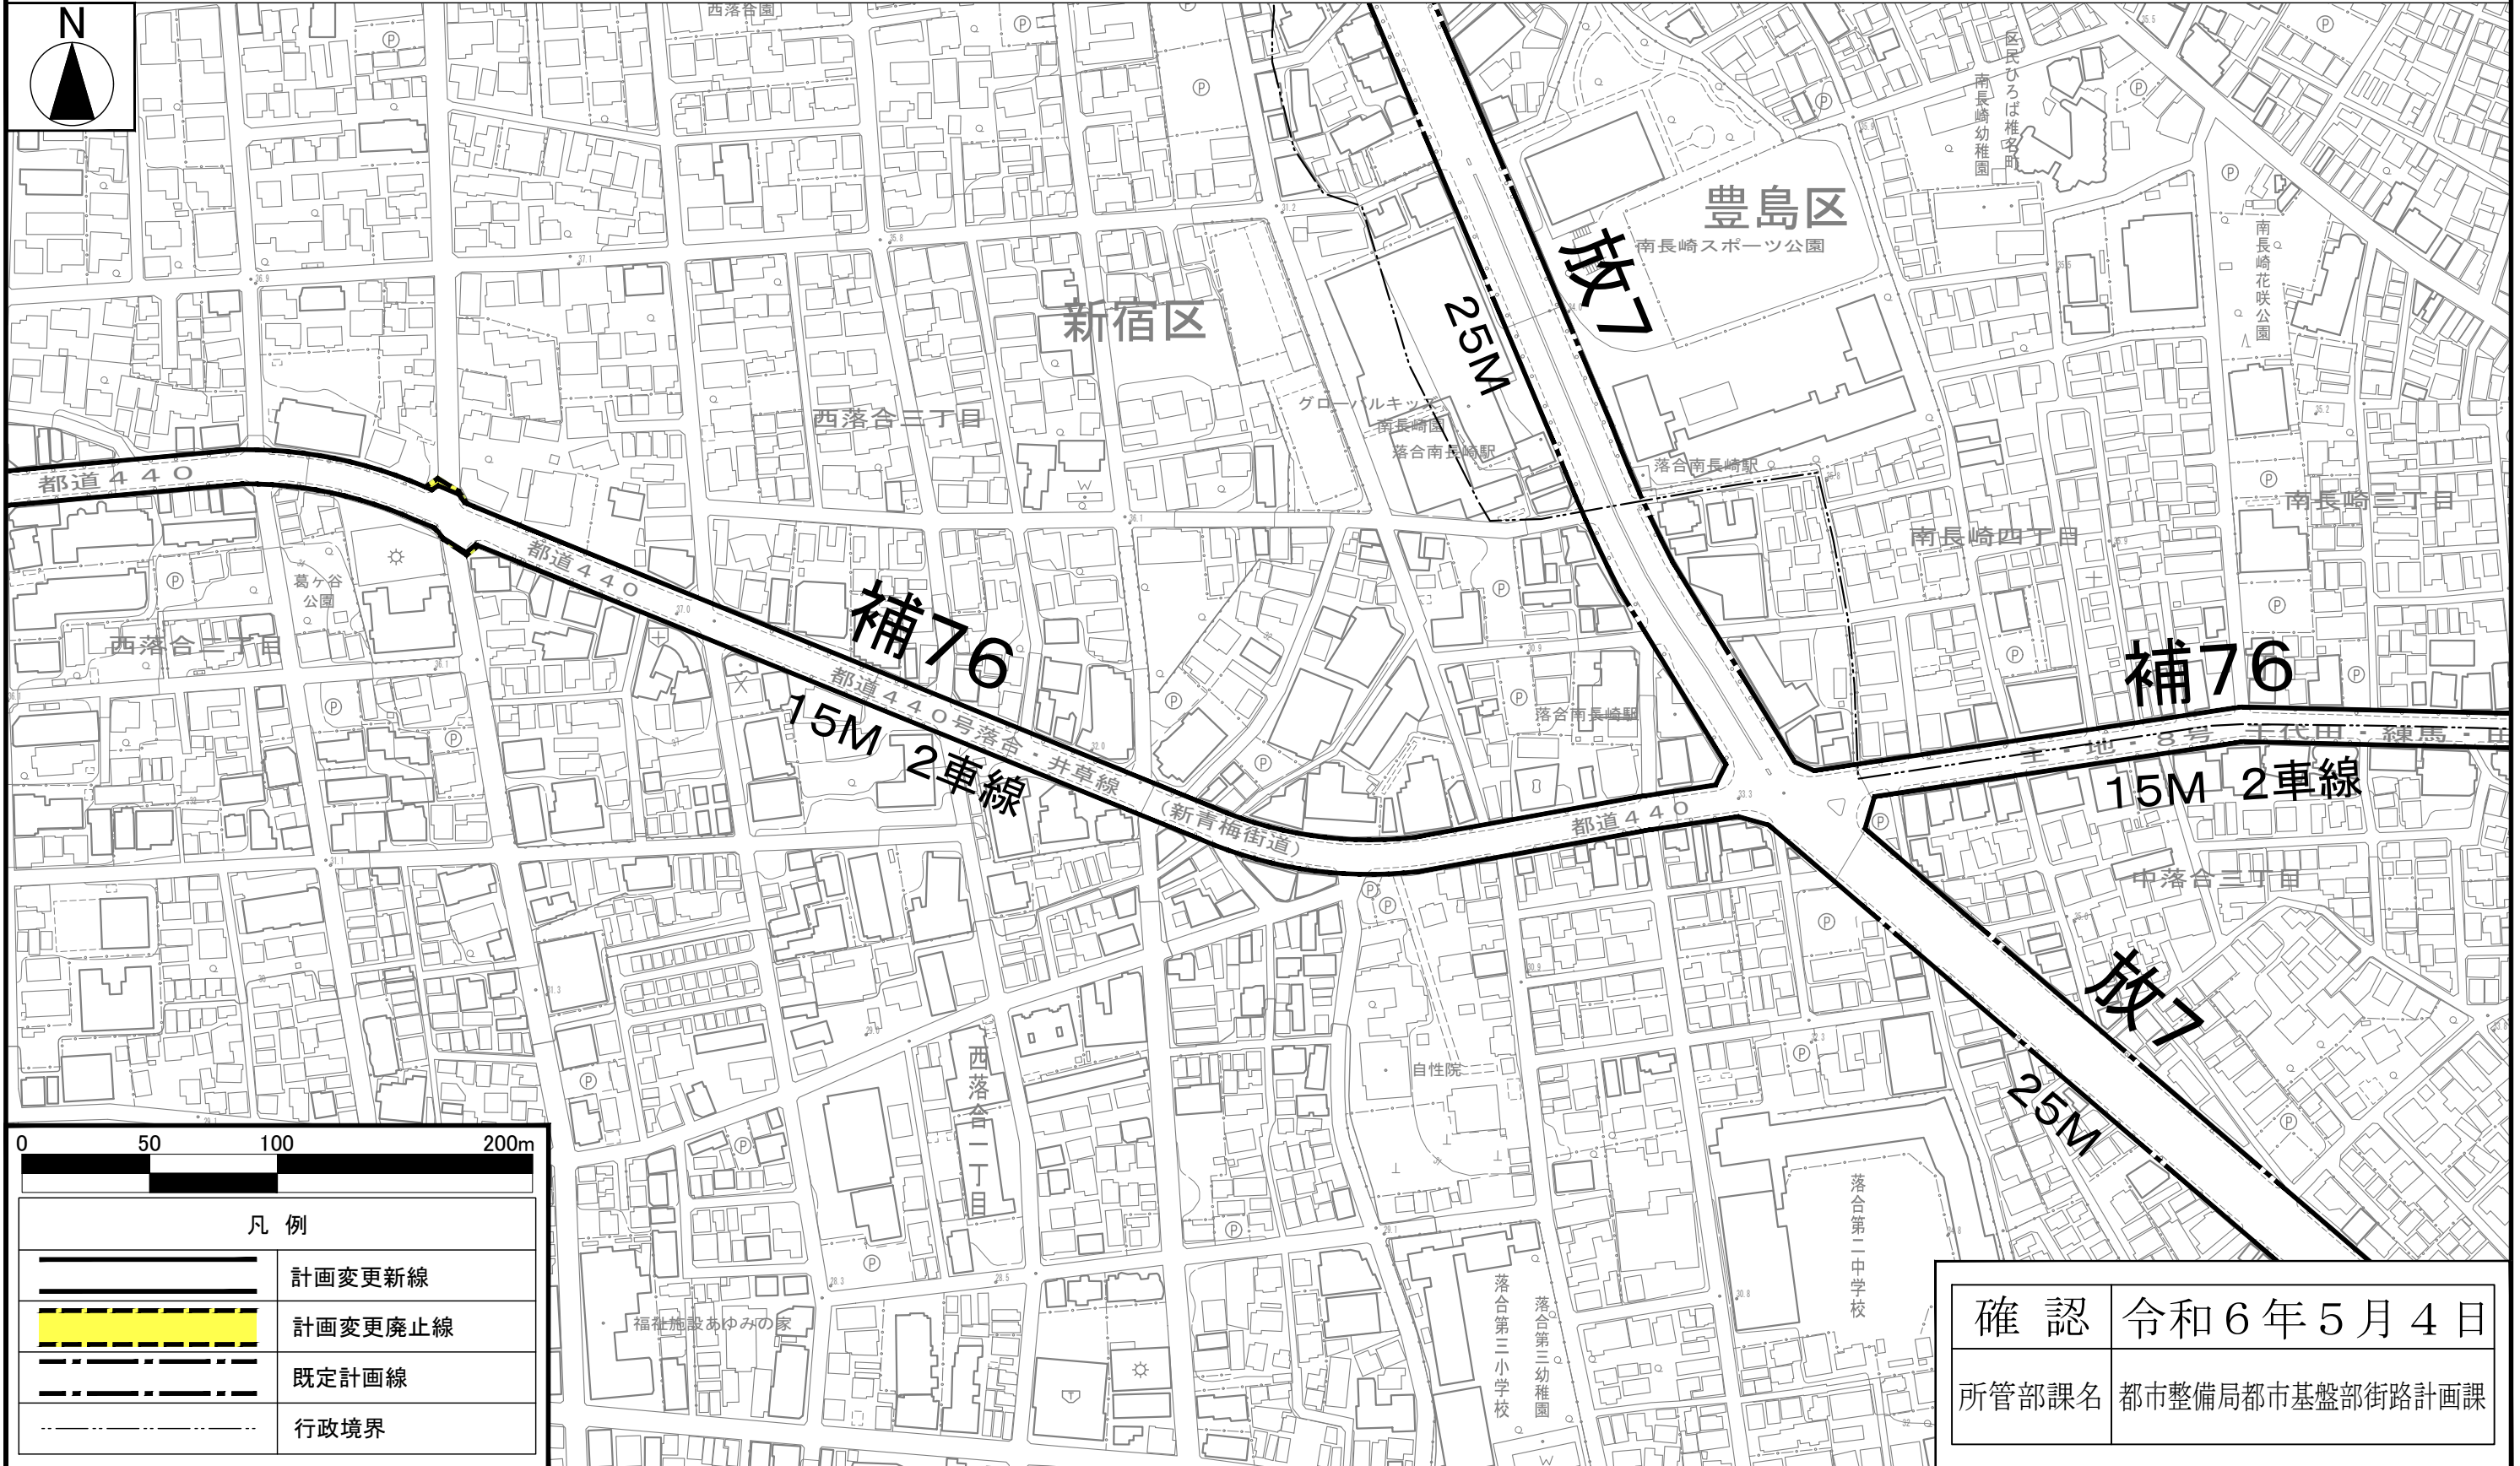 N
西落合園
区民ひろば椎名町
南長崎幼稚園
豊島区
南長崎スポーツ公園
放7
25M
南長崎花咲公園
新宿区
西落合三丁目
グローバルキッズ
南長崎園
落合南長崎駅
落合南長崎駅
南長崎三丁目
南長崎四丁目
都道440
都道440
葛ヶ谷
公園
西落合二丁目
補76
都道440号落合・井草線
(新青梅街道)
15M 2車線
落合南長崎駅
補76
主・地・8号 千代田・練馬・田
15M 2車線
都道440
中落合三丁目
放7
25M
自性院
西落合一丁目
落合第二中学校
落合第三小学校
落合第三幼稚園
福祉施設あゆみの家
0 50 100 200m
凡 例
計画変更新線
計画変更廃止線
既定計画線
行政境界
確 認 令和6年5月4日
所管部課名 都市整備局都市基盤部街路計画課